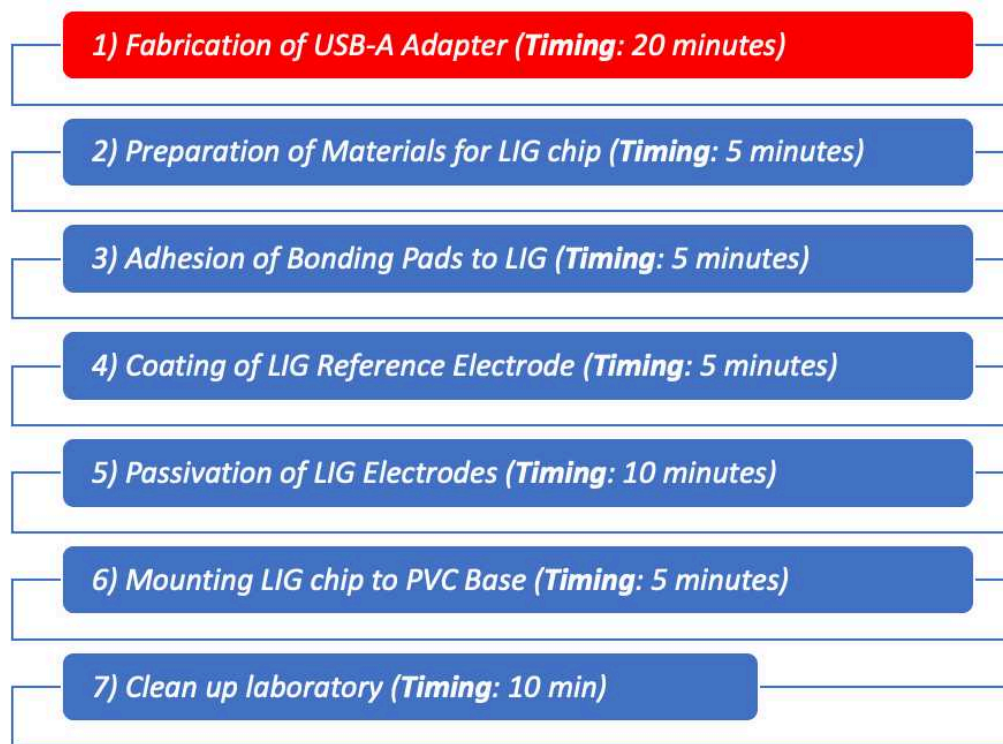 1) Fabrication of USB-A Adapter (Timing: 20 minutes)
2) Preparation of Materials for LIG chip (Timing: 5 minutes)
3) Adhesion of Bonding Pads to LIG (Timing: 5 minutes)
4) Coating of LIG Reference Electrode (Timing: 5 minutes)
5) Passivation of LIG Electrodes (Timing: 10 minutes)
6) Mounting LIG chip to PVC Base (Timing: 5 minutes)
7) Clean up laboratory (Timing: 10 min)